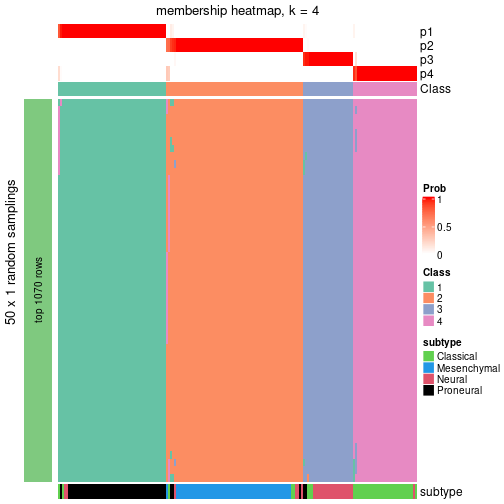 membership heatmap, k = 4
p1
p2
p3
p4
Class
50 x 1 random samplings
top 1070 rows
Prob
1
0.5
0
Class
1
2
3
4
subtype
Classical
Mesenchymal
Neural
Proneural
subtype